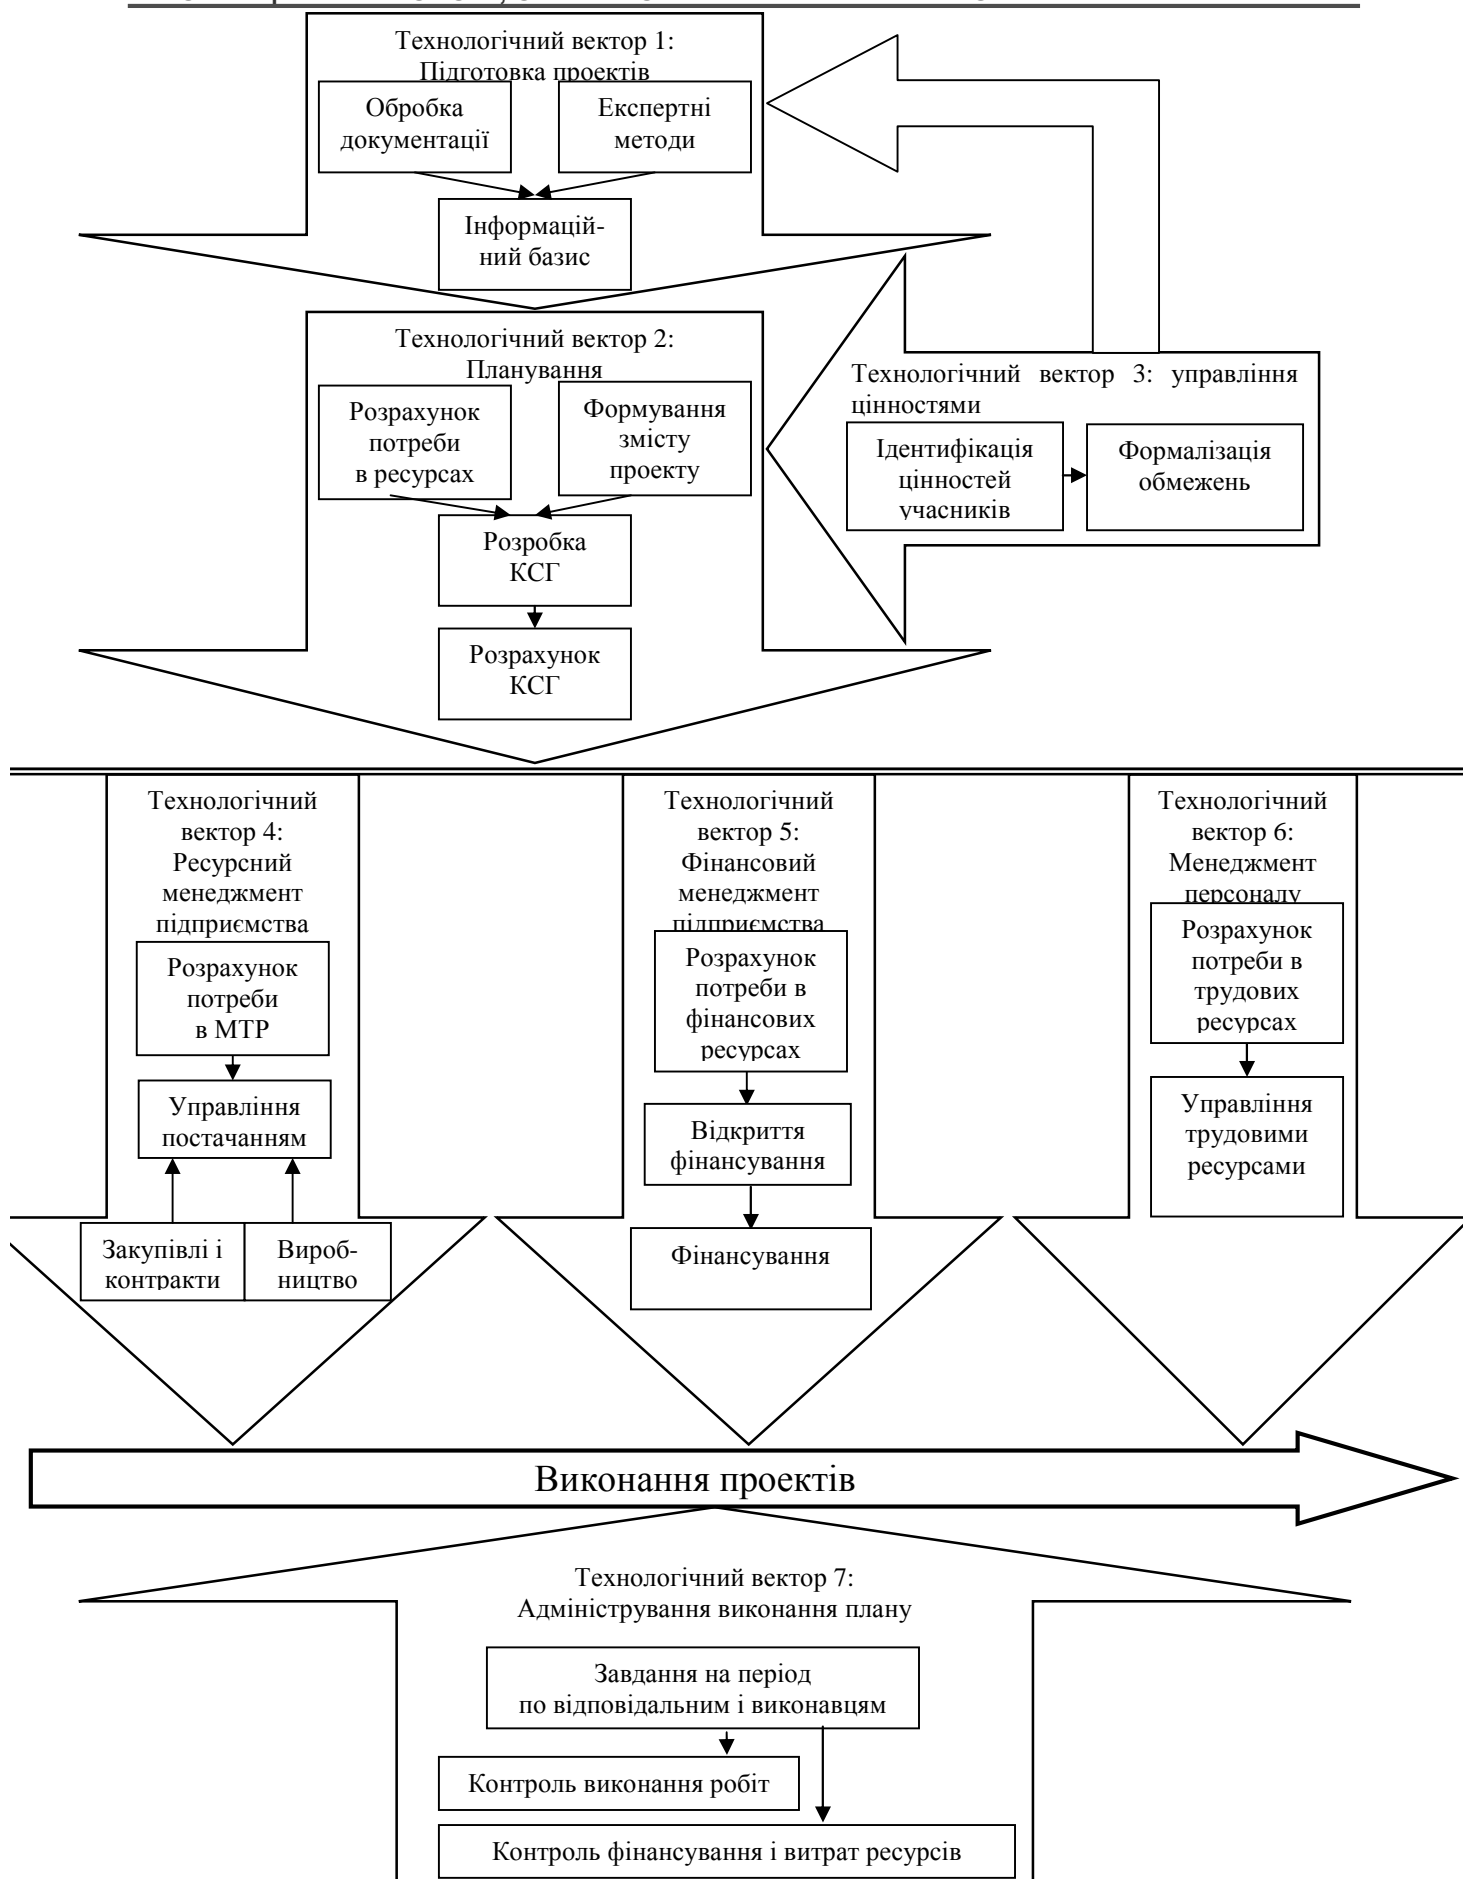 Технологічний вектор 1:
Підготовка проектів
Обробка
документації
Експертні
методи
Інформацій-
ний базис
Технологічний вектор 2:
Планування
Розрахунок
потреби
в ресурсах
Формування
змісту
проекту
Розробка
КСГ
Розрахунок
КСГ
Технологічний вектор 3: управління
цінностями
Ідентифікація
цінностей
учасників
Формалізація
обмежень
Технологічний
вектор 4:
Ресурсний
менеджмент
підприємства
Розрахунок
потреби
в МТР
Управління
постачанням
Закупівлі і
контракти
Вироб-
ництво
Технологічний
вектор 5:
Фінансовий
менеджмент
підприємства
Розрахунок
потреби в
фінансових
ресурсах
Відкриття
фінансування
Фінансування
Технологічний
вектор 6:
Менеджмент
персоналу
Розрахунок
потреби в
трудових
ресурсах
Управління
трудовими
ресурсами
Виконання проектів
Технологічний вектор 7:
Адміністрування виконання плану
Завдання на період
по відповідальним і виконавцям
Контроль виконання робіт
Контроль фінансування і витрат ресурсів